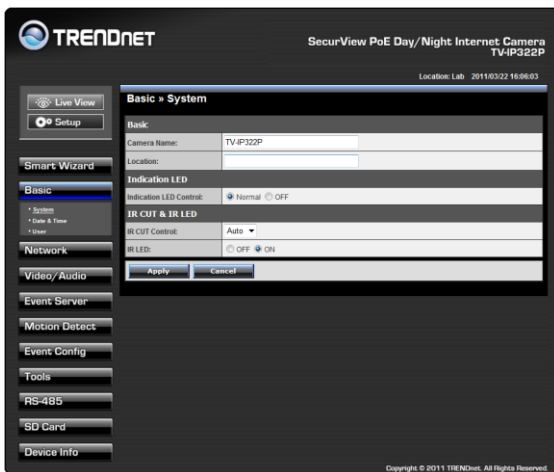 TRENDNET
SecurView PoE Day/Night Internet Camera
TV-IP322P
Location: Lab 2011/03/22 16:06:03
Live View
Setup
Smart Wizard
Basic
• System
• Date & Time
• User
Network
Video/Audio
Event Server
Motion Detect
Event Config
Tools
RS-485
SD Card
Device Info
Basic » System
Basic
Camera Name: TV-IP322P
Location:
Indication LED
Indication LED Control: Normal OFF
IR CUT & IR LED
IR CUT Control: Auto
IR LED: OFF ON
Apply Cancel
Copyright © 2011 TRENDnet. All Rights Reserved.